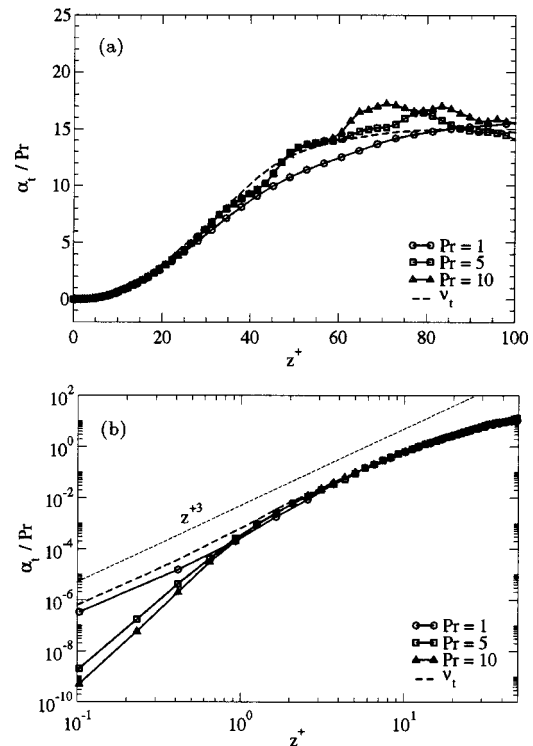 (a)
25
20
15
10
5
0
α_t / Pr
Pr = 1
Pr = 5
Pr = 10
ν_t
0 20 40 60 80 100
z⁺
(b)
10²
10⁰
10⁻²
10⁻⁴
10⁻⁶
10⁻⁸
10⁻¹⁰
α_t / Pr
z⁺³
Pr = 1
Pr = 5
Pr = 10
ν_t
10⁻¹ 10⁰ 10¹
z⁺